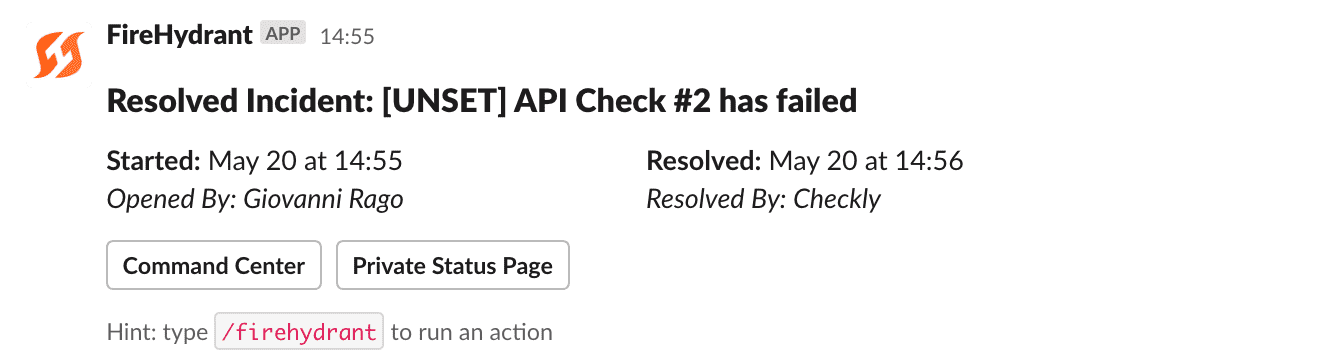 FireHydrant APP 14:55
Resolved Incident: [UNSET] API Check #2 has failed
Started: May 20 at 14:55 Resolved: May 20 at 14:56
Opened By: Giovanni Rago Resolved By: Checkly
Command Center Private Status Page
Hint: type /firehydrant to run an action